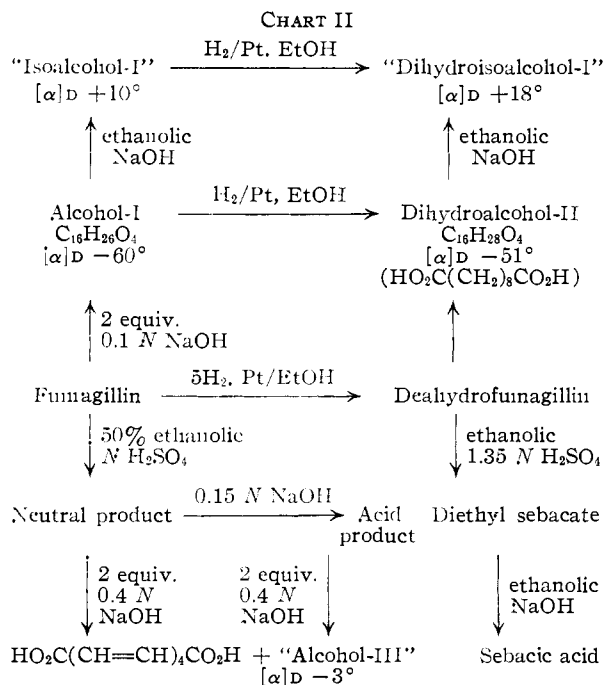 CHART II
H₂/Pt. EtOH
"Isoalcohol-I" "Dihydroisoalcohol-I"
[α]D +10° [α]D +18°
ethanolic ethanolic
NaOH NaOH
H₂/Pt, EtOH
Alcohol-I Dihydroalcohol-II
C₁₆H₂₆O₄ C₁₆H₂₈O₄
[α]D −60° [α]D −51°
(HO₂C(CH₂)₈CO₂H)
2 equiv.
0.1 N NaOH
5H₂. Pt/EtOH
Fumagillin Deahydrofumagillin
50% ethanolic ethanolic
N H₂SO₄ 1.35 N H₂SO₄
0.15 N NaOH
Neutral product Acid Diethyl sebacate
product
2 equiv. 2 equiv. ethanolic
0.4 N 0.4 N NaOH
NaOH NaOH
HO₂C(CH=CH)₄CO₂H + "Alcohol-III" Sebacic acid
[α]D −3°